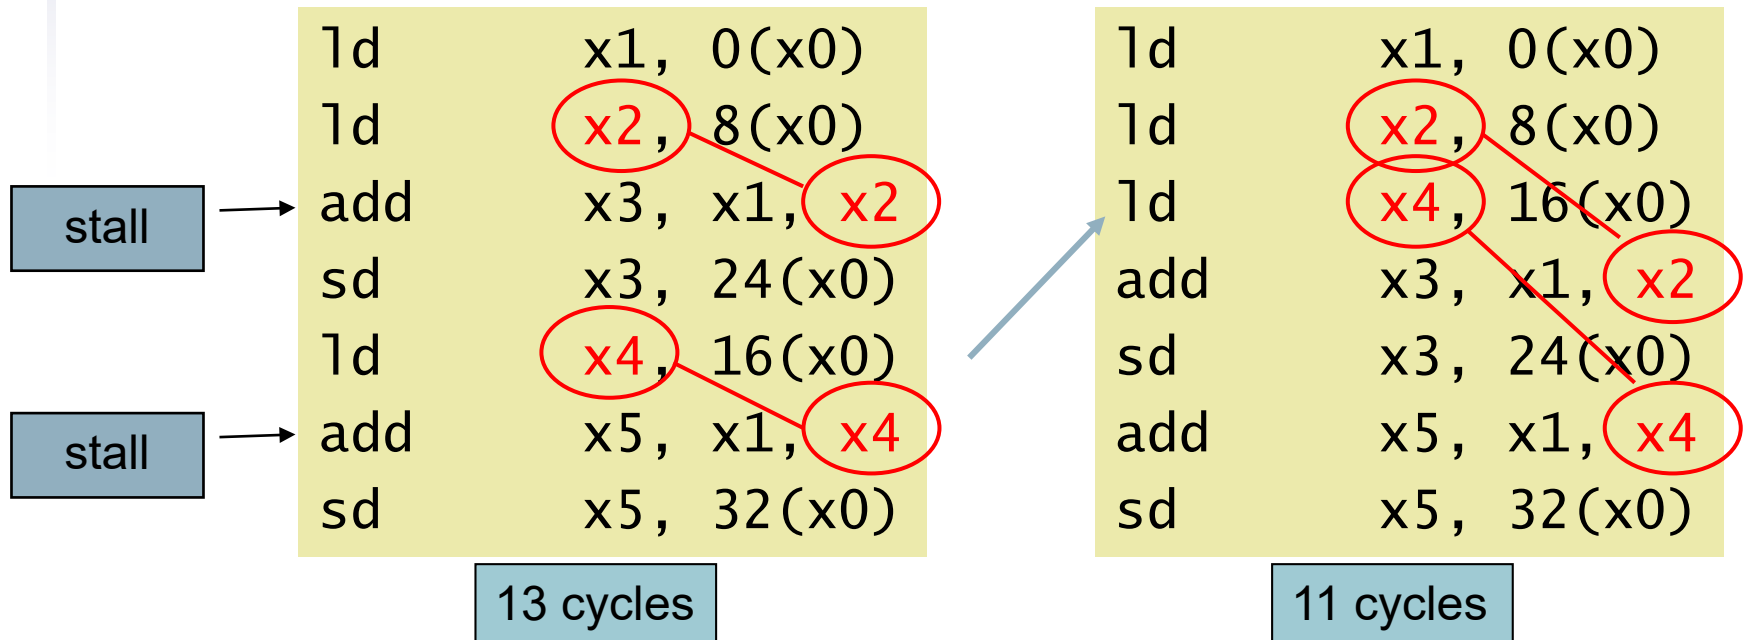 ld x1, 0(x0)
ld x2, 8(x0)
stall
add x3, x1, x2
sd x3, 24(x0)
ld x4, 16(x0)
stall
add x5, x1, x4
sd x5, 32(x0)
13 cycles
ld x1, 0(x0)
ld x2, 8(x0)
ld x4, 16(x0)
add x3, x1, x2
sd x3, 24(x0)
add x5, x1, x4
sd x5, 32(x0)
11 cycles